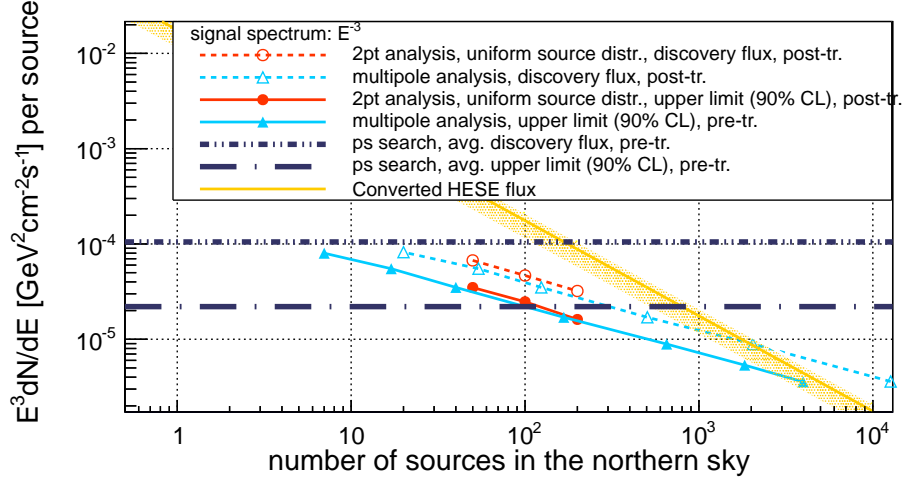 signal spectrum: E⁻³
2pt analysis, uniform source distr., discovery flux, post-tr.
multipole analysis, discovery flux, post-tr.
2pt analysis, uniform source distr., upper limit (90% CL), post-tr.
multipole analysis, upper limit (90% CL), pre-tr.
ps search, avg. discovery flux, pre-tr.
ps search, avg. upper limit (90% CL), pre-tr.
Converted HESE flux
E³dN/dE [GeV²cm⁻²s⁻¹] per source
10⁻²
10⁻³
10⁻⁴
10⁻⁵
1 10 10² 10³ 10⁴
number of sources in the northern sky